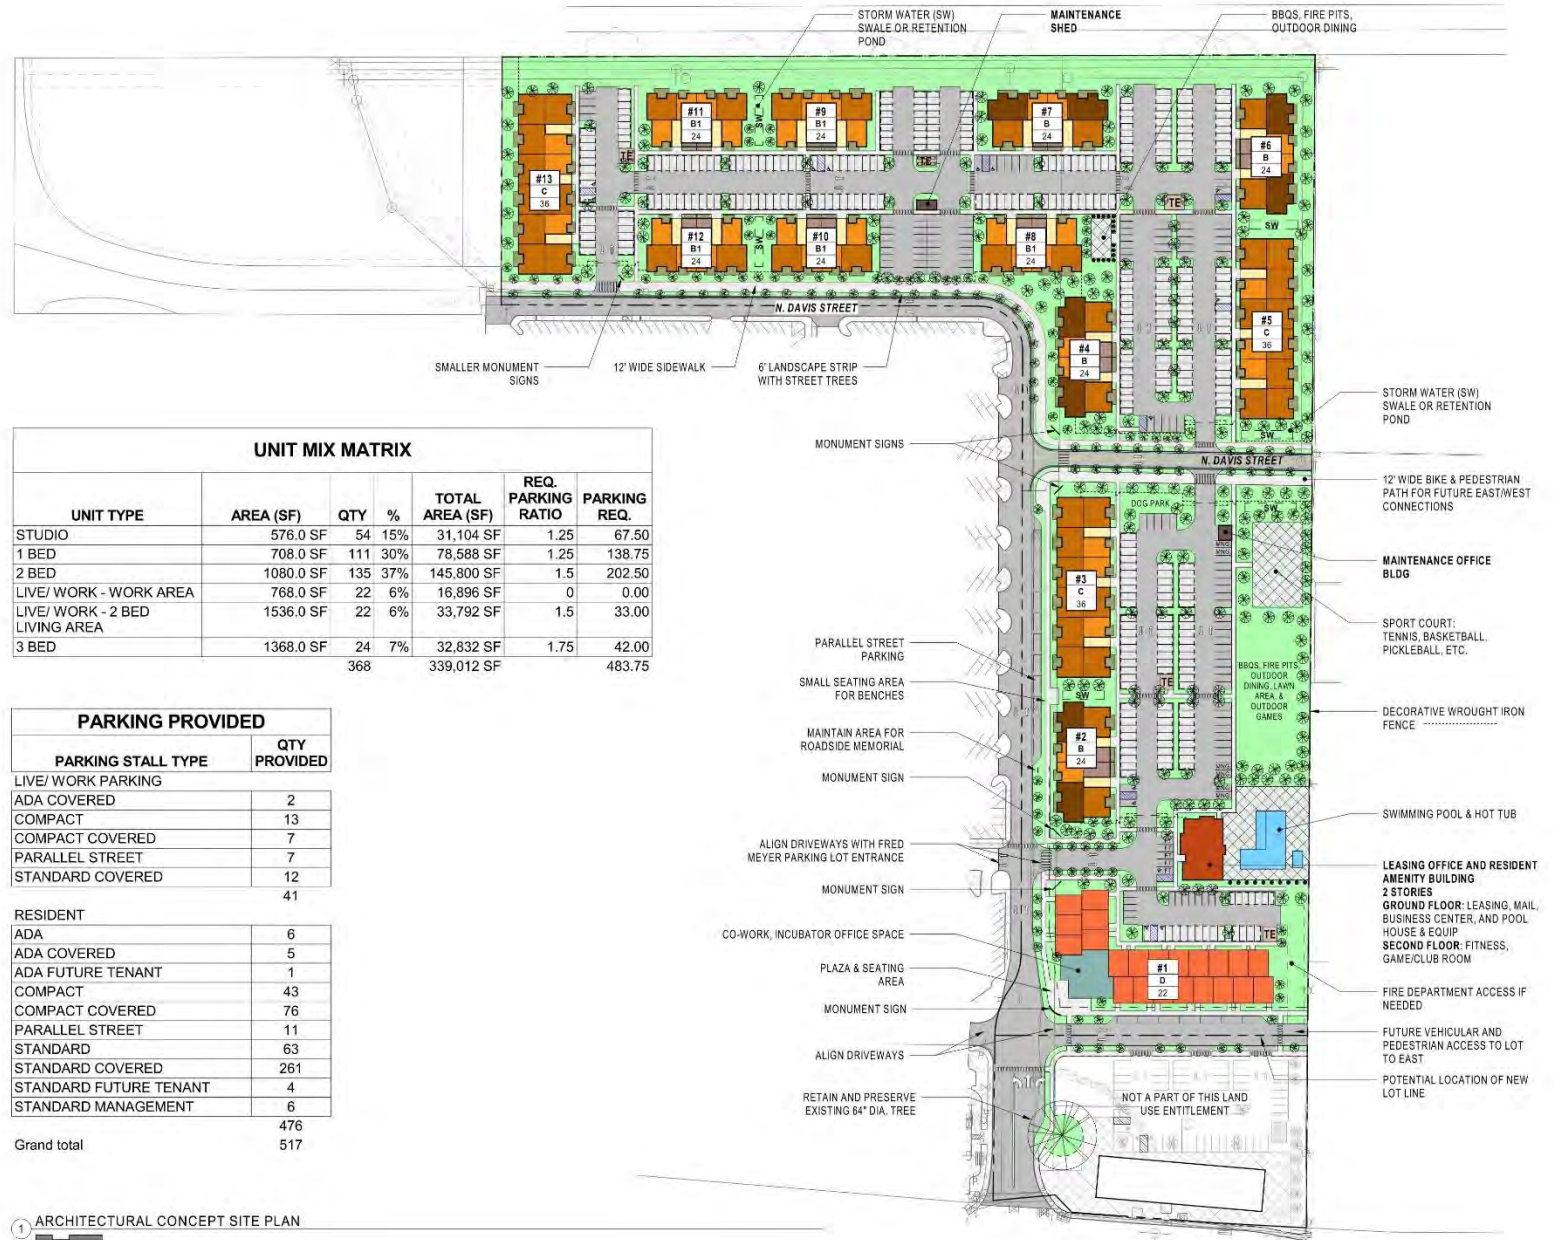 STORM WATER (SW)
SWALE OR RETENTION
POND
MAINTENANCE
SHED
BBQS, FIRE PITS,
OUTDOOR DINING
#11
B1
24
SW
#9
B1
24
#7
B
24
#6
B
24
#13
C
36
TE
TE
TE
#12
B1
24
SW
#10
B1
24
#8
B1
24
SW
N. DAVIS STREET
#5
C
36
#4
B
24
SMALLER MONUMENT
SIGNS
12' WIDE SIDEWALK
6' LANDSCAPE STRIP
WITH STREET TREES
STORM WATER (SW)
SWALE OR RETENTION
POND
SW
MONUMENT SIGNS
N. DAVIS STREET
12' WIDE BIKE & PEDESTRIAN
PATH FOR FUTURE EAST/WEST
CONNECTIONS
DOG PARK
SW
MNG.
MNG.
MAINTENANCE OFFICE
BLDG
#3
C
36
SPORT COURT:
TENNIS, BASKETBALL,
PICKLEBALL, ETC.
PARALLEL STREET
PARKING
SMALL SEATING AREA
FOR BENCHES
SW
TE
BBQS, FIRE PITS,
OUTDOOR
DINING, LAWN
AREA, &
OUTDOOR
GAMES
DECORATIVE WROUGHT IRON
FENCE
MAINTAIN AREA FOR
ROADSIDE MEMORIAL
#2
B
24
MONUMENT SIGN
SWIMMING POOL & HOT TUB
ALIGN DRIVEWAYS WITH FRED
MEYER PARKING LOT ENTRANCE
LEASING OFFICE AND RESIDENT
AMENITY BUILDING
2 STORIES
GROUND FLOOR: LEASING, MAIL,
BUSINESS CENTER, AND POOL
HOUSE & EQUIP
SECOND FLOOR: FITNESS,
GAME/CLUB ROOM
MONUMENT SIGN
CO-WORK, INCUBATOR OFFICE SPACE
TE
PLAZA & SEATING
AREA
#1
D
22
FIRE DEPARTMENT ACCESS IF
NEEDED
MONUMENT SIGN
FUTURE VEHICULAR AND
PEDESTRIAN ACCESS TO LOT
TO EAST
ALIGN DRIVEWAYS
POTENTIAL LOCATION OF NEW
LOT LINE
RETAIN AND PRESERVE
EXISTING 64" DIA. TREE
NOT A PART OF THIS LAND
USE ENTITLEMENT
UNIT MIX MATRIX
UNIT TYPE AREA (SF) QTY % TOTAL AREA (SF) REQ. PARKING RATIO PARKING REQ.
STUDIO 576.0 SF 54 15% 31,104 SF 1.25 67.50
1 BED 708.0 SF 111 30% 78,588 SF 1.25 138.75
2 BED 1080.0 SF 135 37% 145,800 SF 1.5 202.50
LIVE/ WORK - WORK AREA 768.0 SF 22 6% 16,896 SF 0 0.00
LIVE/ WORK - 2 BED LIVING AREA 1536.0 SF 22 6% 33,792 SF 1.5 33.00
3 BED 1368.0 SF 24 7% 32,832 SF 1.75 42.00
368 339,012 SF 483.75
PARKING PROVIDED
PARKING STALL TYPE QTY PROVIDED
LIVE/ WORK PARKING
ADA COVERED 2
COMPACT 13
COMPACT COVERED 7
PARALLEL STREET 7
STANDARD COVERED 12
41
RESIDENT
ADA 6
ADA COVERED 5
ADA FUTURE TENANT 1
COMPACT 43
COMPACT COVERED 76
PARALLEL STREET 11
STANDARD 63
STANDARD COVERED 261
STANDARD FUTURE TENANT 4
STANDARD MANAGEMENT 6
476
Grand total 517
1 ARCHITECTURAL CONCEPT SITE PLAN